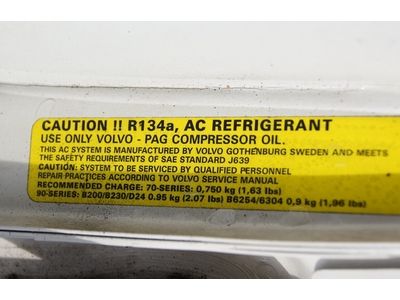 CAUTION !! R134a, AC REFRIGERANT
USE ONLY VOLVO - PAG COMPRESSOR OIL.
THIS AC SYSTEM IS MANUFACTURED BY VOLVO GOTHENBURG SWEDEN AND MEETS
THE SAFETY REQUIREMENTS OF SAE STANDARD J639
CAUTION: SYSTEM TO BE SERVICED BY QUALIFIED PERSONNEL
REPAIR PRACTICES ACCORDING TO VOLVO SERVICE MANUAL
RECOMMENDED CHARGE: 70-SERIES: 0,750 kg (1,63 lbs)
90-SERIES: B200/B230/D24 0.95 kg (2.07 lbs) B6254/6304 0,9 kg (1,96 lbs)